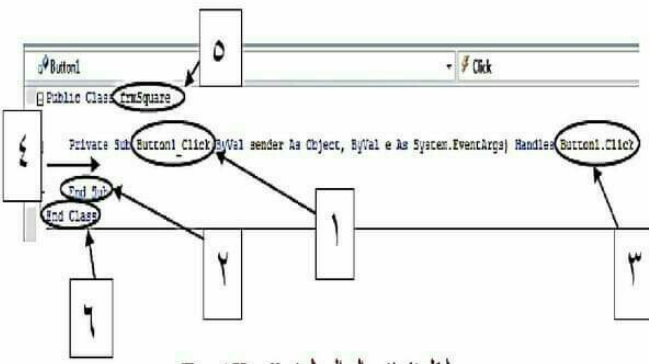 ٥
Button1 Click
Public Class frmSquare
٤
Private Sub Button1_Click(ByVal sender As Object, ByVal e As System.EventArgs) Handles Button1.Click
End Sub
End Class
١
٢
٣
٦